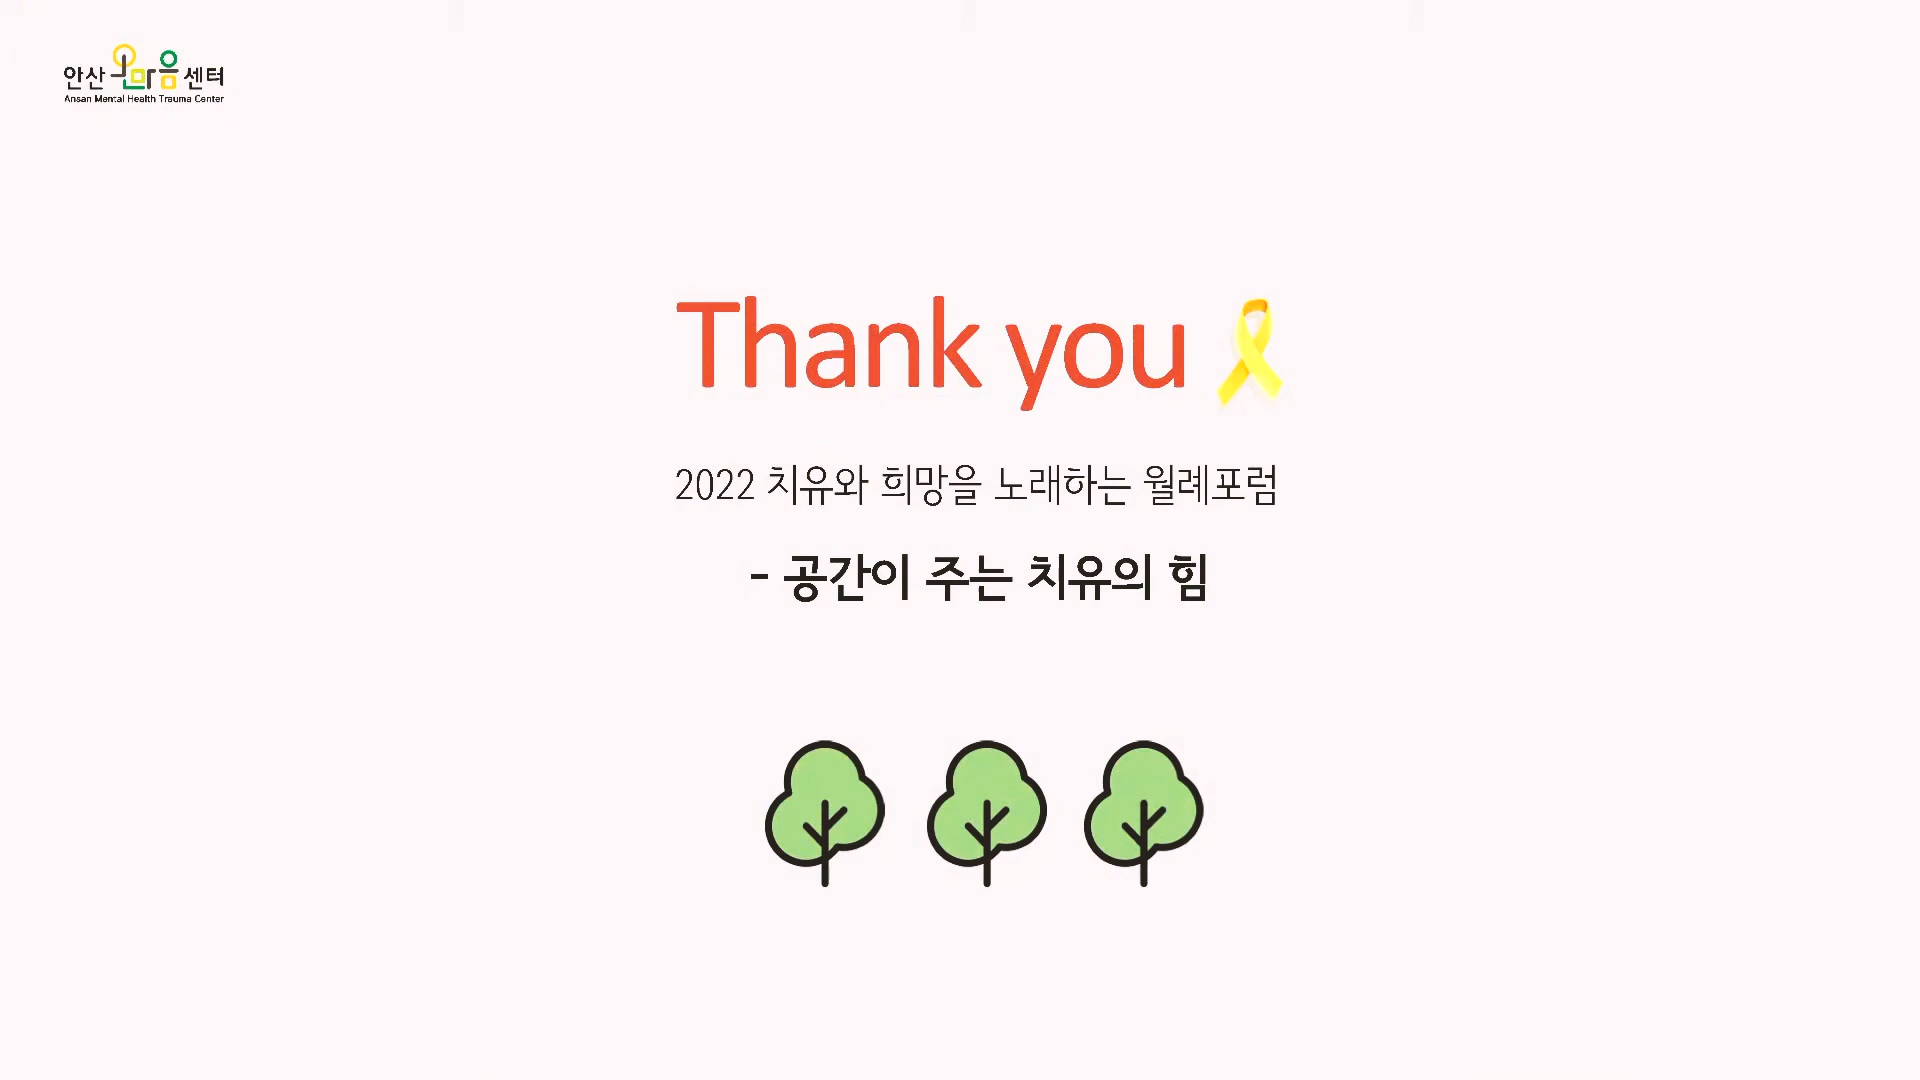 안산 온마음 센터
Ansan Mental Health Trauma Center
Thank you
2022 치유와 희망을 노래하는 월례포럼
- 공간이 주는 치유의 힘